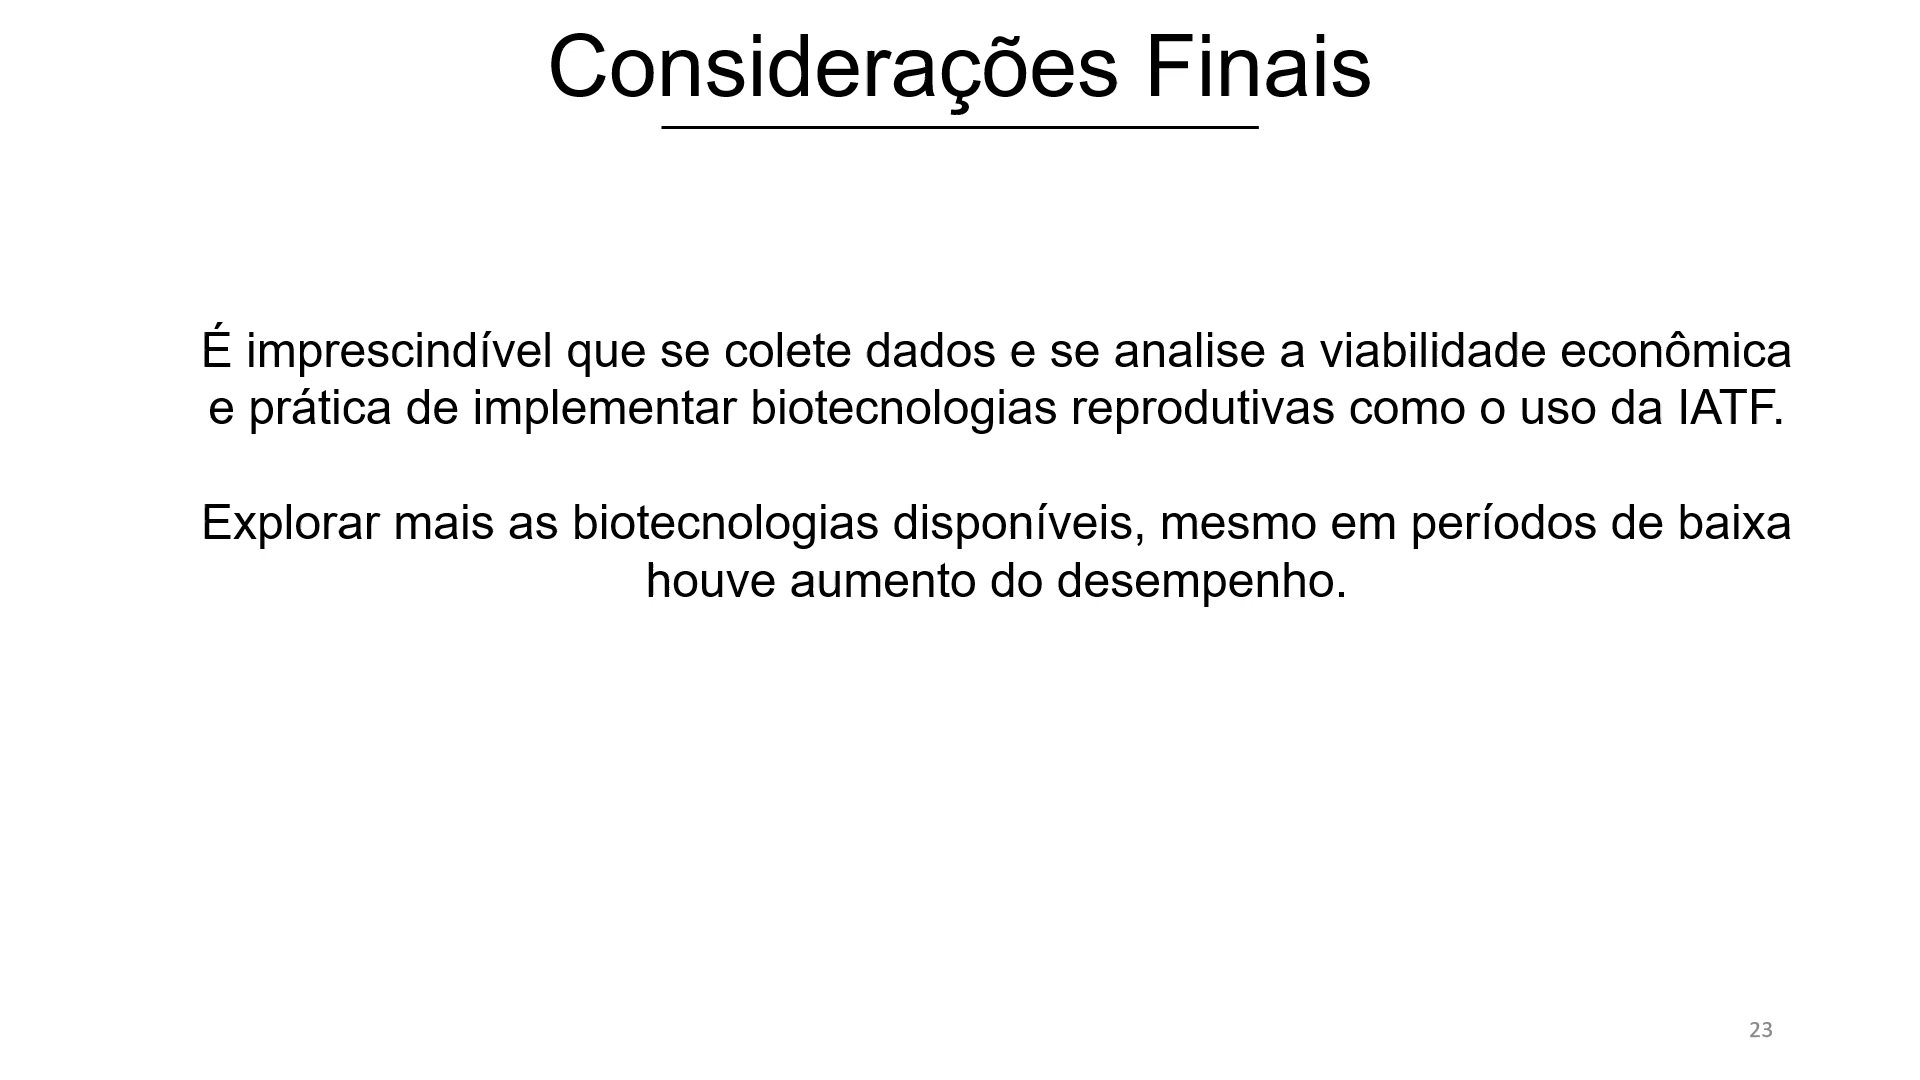 Considerações Finais
É imprescindível que se colete dados e se analise a viabilidade econômica
e prática de implementar biotecnologias reprodutivas como o uso da IATF.
Explorar mais as biotecnologias disponíveis, mesmo em períodos de baixa
houve aumento do desempenho.
23